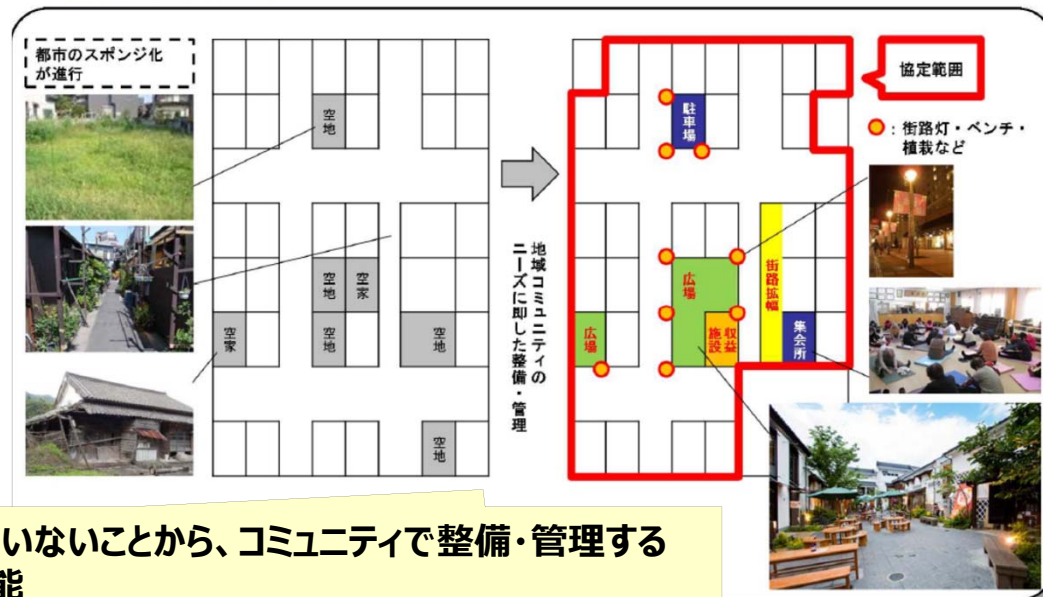 都市のスポンジ化
が進行
空地
空地
空家
空家
空地
空地
空地
地域コミュニティの
ニーズに即した整備・管理
協定範囲
：街路灯・ベンチ・
植栽など
駐車場
広場
街路拡幅
広場
収益
施設
集会所
いないことから、コミュニティで整備・管理する
能